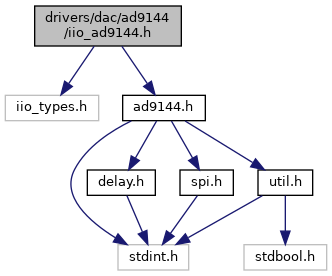 drivers/dac/ad9144
/iio_ad9144.h
iio_types.h
ad9144.h
delay.h
spi.h
util.h
stdint.h
stdbool.h